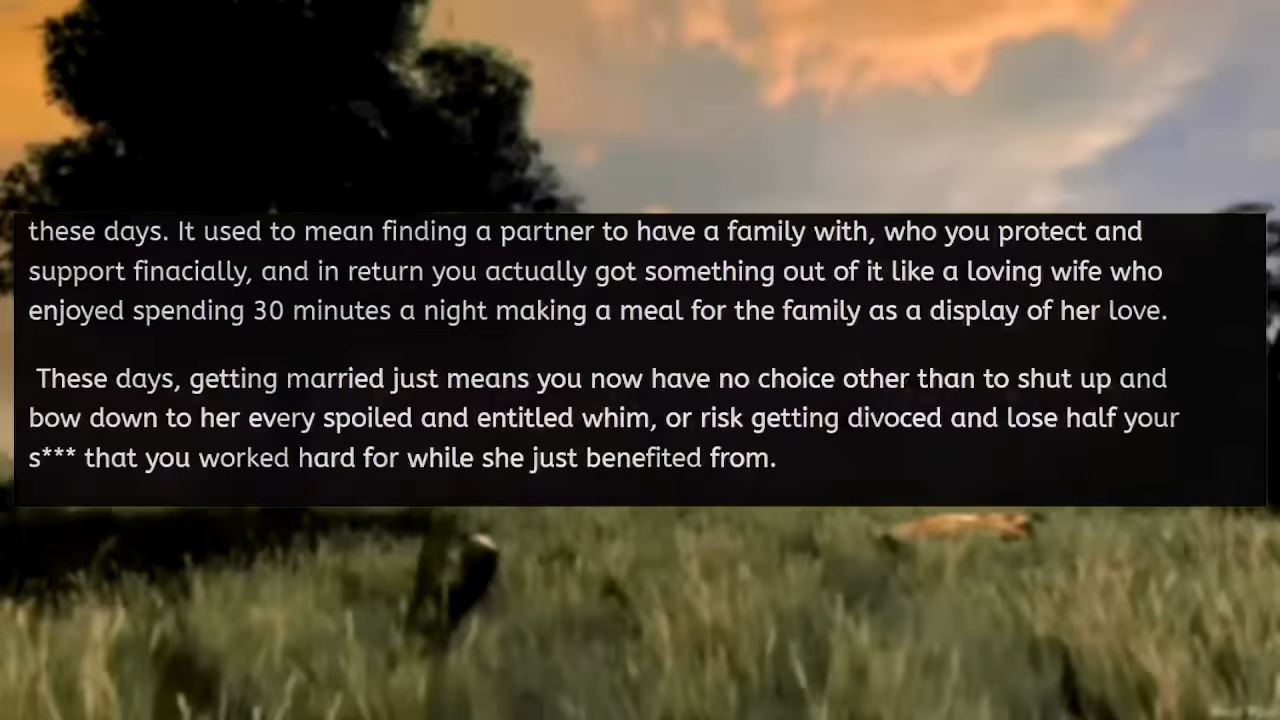 these days. It used to mean finding a partner to have a family with, who you protect and
support finacially, and in return you actually got something out of it like a loving wife who
enjoyed spending 30 minutes a night making a meal for the family as a display of her love.
These days, getting married just means you now have no choice other than to shut up and
bow down to her every spoiled and entitled whim, or risk getting divoced and lose half your
s*** that you worked hard for while she just benefited from.